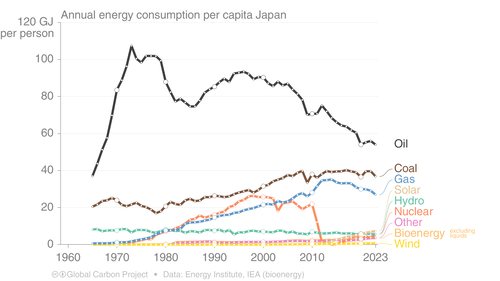 Annual energy consumption per capita Japan
120 GJ
per person
100
80
60
40
20
0
1960
1970
1980
1990
2000
2010
2023
Oil
Coal
Gas
Solar
Hydro
Nuclear
Other
Bioenergy excluding
liquids
Wind
Global Carbon Project • Data: Energy Institute, IEA (bioenergy)